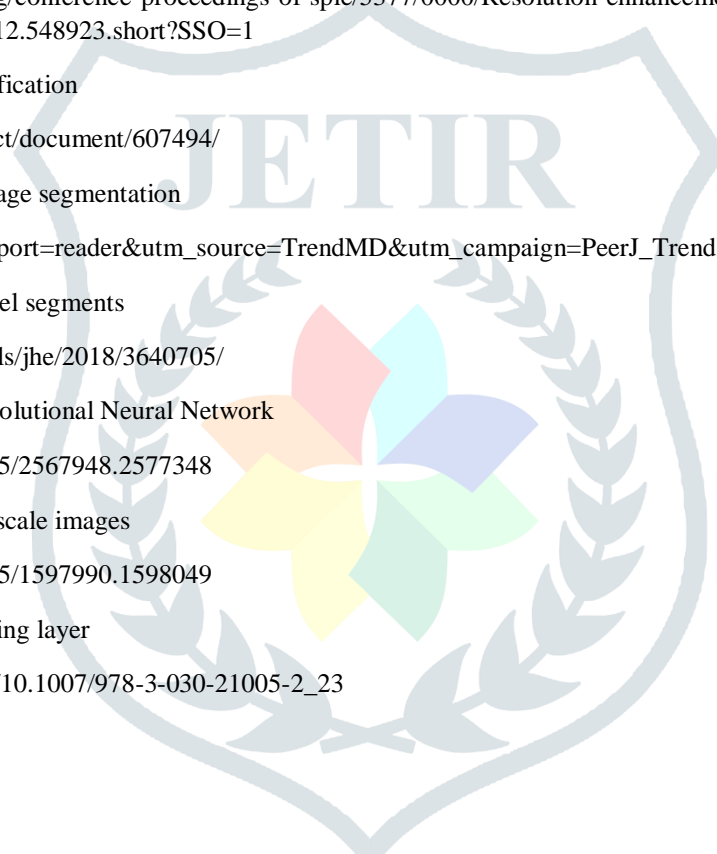 g/conference-proceedings-of-spie/5377/0000/Resolution-enhanceme
12.548923.short?SSO=1
fication
ct/document/607494/
age segmentation
port=reader&utm_source=TrendMD&utm_campaign=PeerJ_Trend
el segments
ls/jhe/2018/3640705/
olutional Neural Network
5/2567948.2577348
scale images
5/1597990.1598049
ing layer
/10.1007/978-3-030-21005-2_23
JETIR